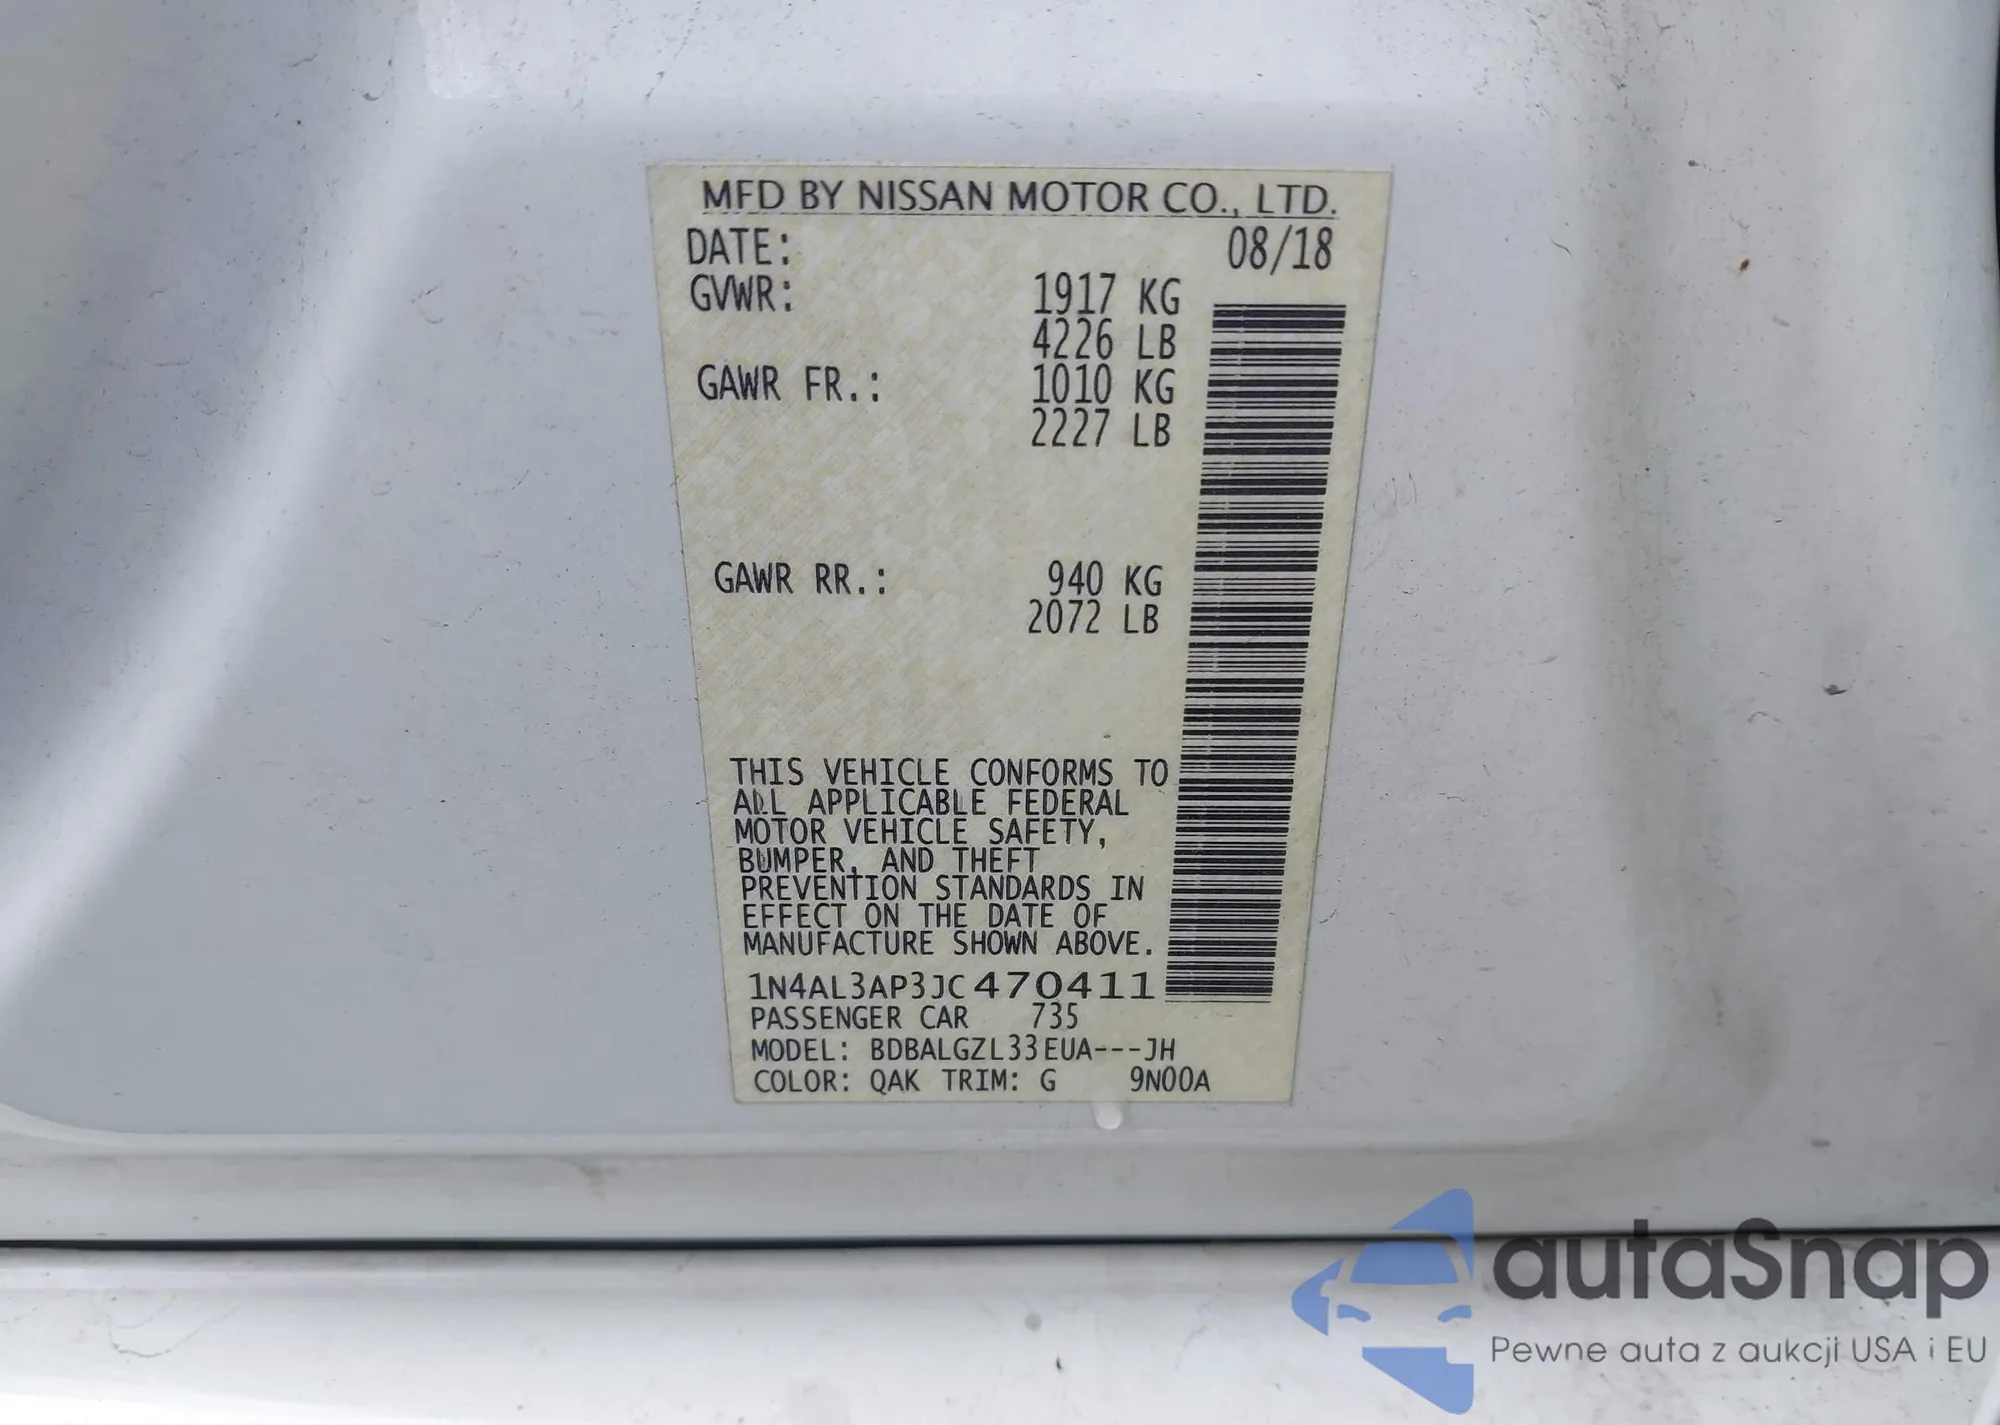 MFD BY NISSAN MOTOR CO., LTD.
DATE: 08/18
GVWR: 1917 KG
4226 LB
GAWR FR.: 1010 KG
2227 LB
GAWR RR.: 940 KG
2072 LB
THIS VEHICLE CONFORMS TO
ALL APPLICABLE FEDERAL
MOTOR VEHICLE SAFETY,
BUMPER, AND THEFT
PREVENTION STANDARDS IN
EFFECT ON THE DATE OF
MANUFACTURE SHOWN ABOVE.
1N4AL3AP3JC470411
PASSENGER CAR 735
MODEL: BDBALGZL33EUA---JH
COLOR: QAK TRIM: G 9N00A
autaSnap
Pewne auta z aukcji USA i EU